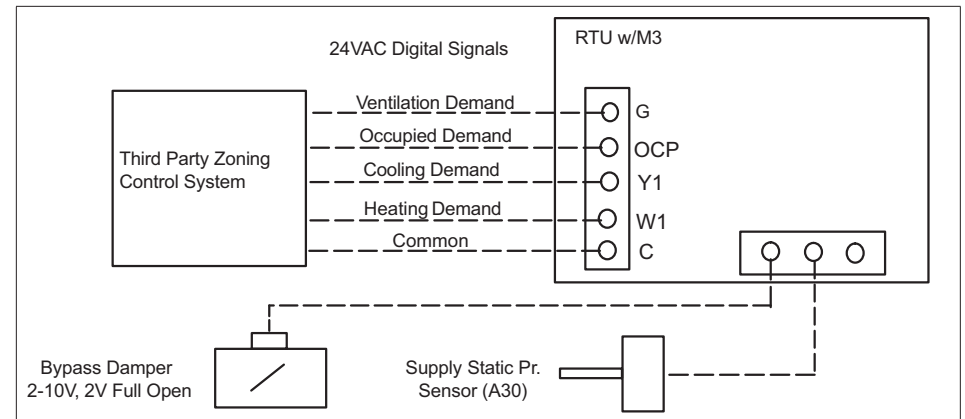 24VAC Digital Signals
RTU w/M3
Third Party Zoning
Control System
Ventilation Demand
G
Occupied Demand
OCP
Cooling Demand
Y1
Heating Demand
W1
Common
C
Bypass Damper
2-10V, 2V Full Open
Supply Static Pr.
Sensor (A30)